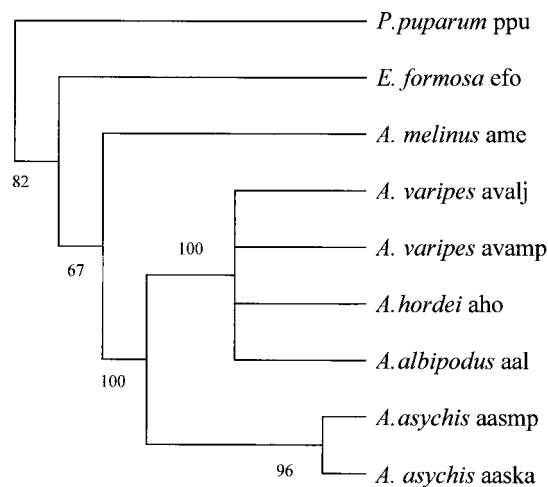 P.puparum ppu
E. formosa efo
A. melinus ame
A. varipes avalj
A. varipes avamp
A.hordei aho
A.albipodus aal
A.asychis aasmp
A. asychis aaska
82
67
100
100
96